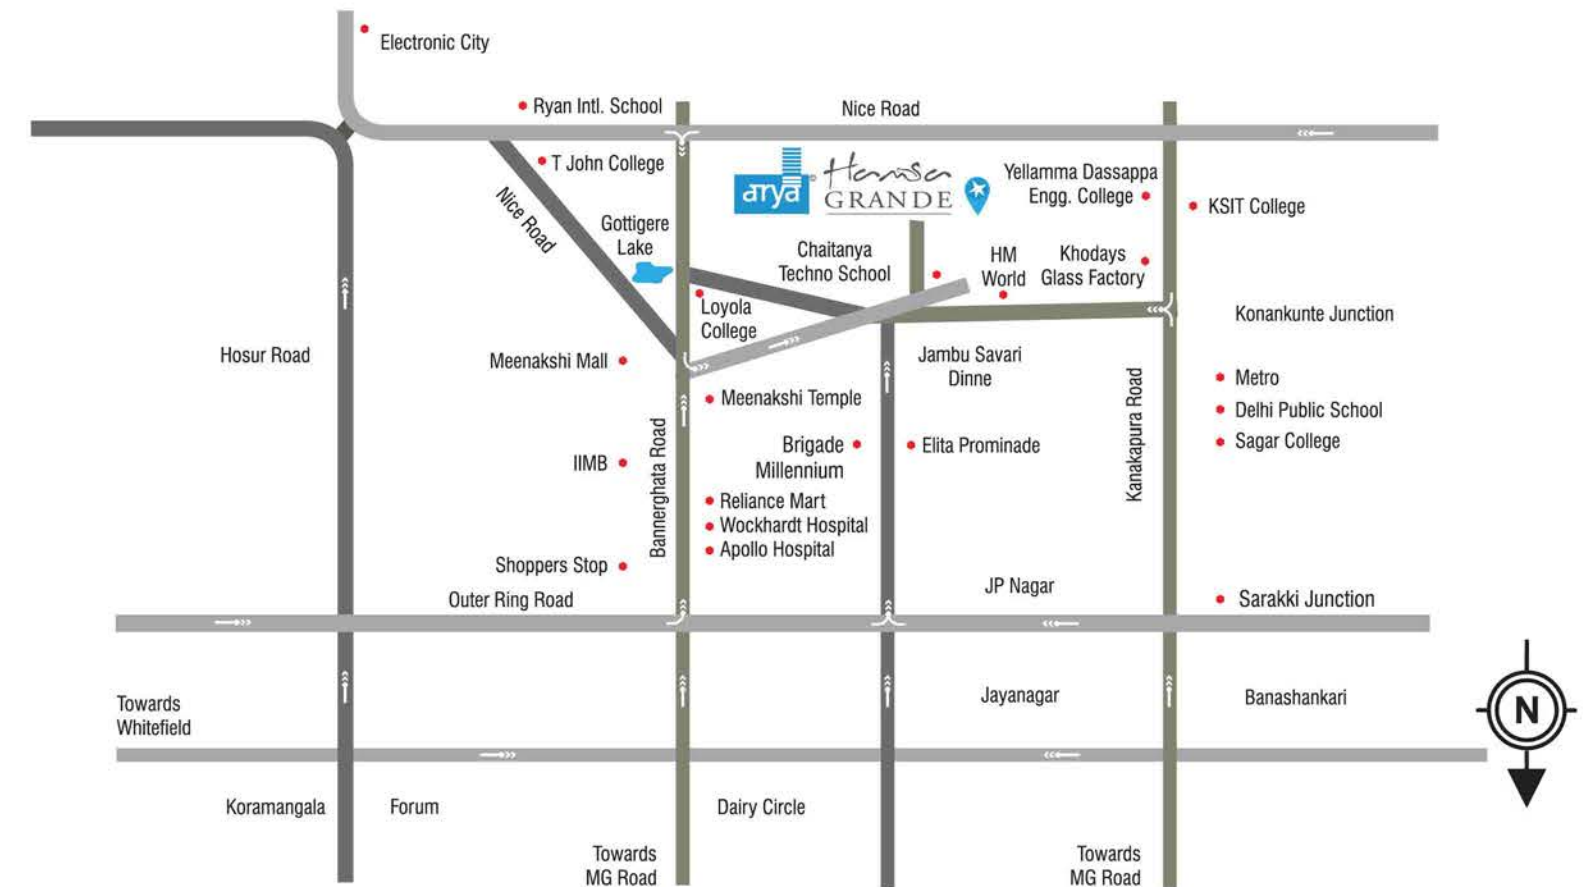 Electronic City
Ryan Intl. School
Nice Road
T John College
Nice Road
Gottigere
Lake
arya
Hamsa
GRANDE
Yellamma Dassappa
Engg. College
KSIT College
Chaitanya
Techno School
HM
World
Khodays
Glass Factory
Loyola
College
Konankunte Junction
Hosur Road
Meenakshi Mall
Jambu Savari
Dinne
Metro
Meenakshi Temple
Delhi Public School
Kanakapura Road
Sagar College
Brigade
Millennium
Elita Prominade
IIMB
Bannerghata Road
Reliance Mart
Wockhardt Hospital
Apollo Hospital
Shoppers Stop
JP Nagar
Outer Ring Road
Sarakki Junction
Towards
Whitefield
Jayanagar
Banashankari
N
Koramangala
Forum
Dairy Circle
Towards
MG Road
Towards
MG Road